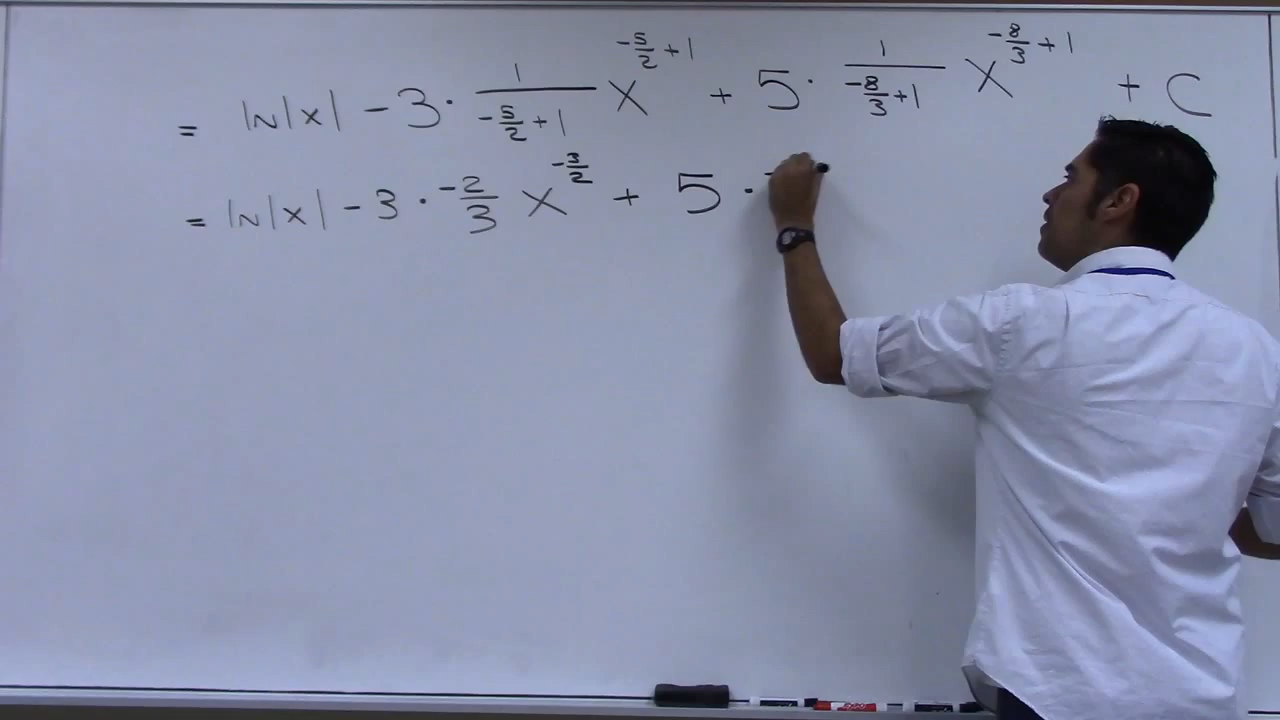 = ln|x| - 3 · 1/(-5/2 + 1) x^(-5/2 + 1) + 5 · 1/(-8/3 + 1) x^(-8/3 + 1) + C
= ln|x| - 3 · -2/3 x^(-3/2) + 5 ·